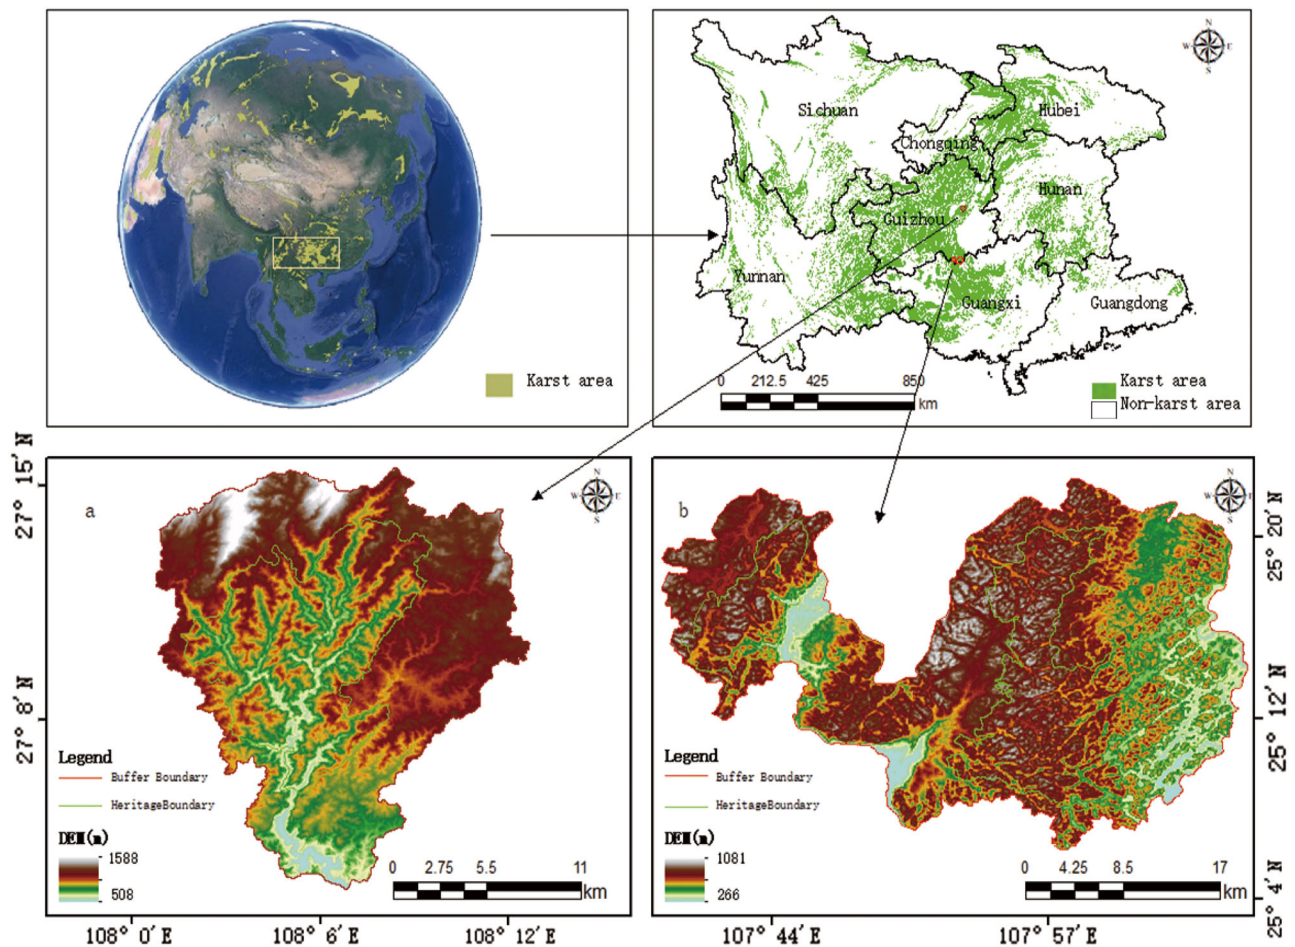 Karst area
N
W E
S
Sichuan
Hubei
Chongqing
Hunan
Guizhou
Yunnan
Guangxi
Guangdong
0 212.5 425 850
km
Karst area
Non-karst area
27° 15′ N
27° 8′ N
a
N
W E
S
Legend
Buffer Boundary
HeritageBoundary
DEM(m)
1588
508
0 2.75 5.5 11
km
108° 0′ E 108° 6′ E 108° 12′ E
b
N
W E
S
Legend
Buffer Boundary
HeritageBoundary
DEM(m)
1081
266
0 4.25 8.5 17
km
25° 20′ N
25° 12′ N
25° 4′ N
107° 44′ E 107° 57′ E